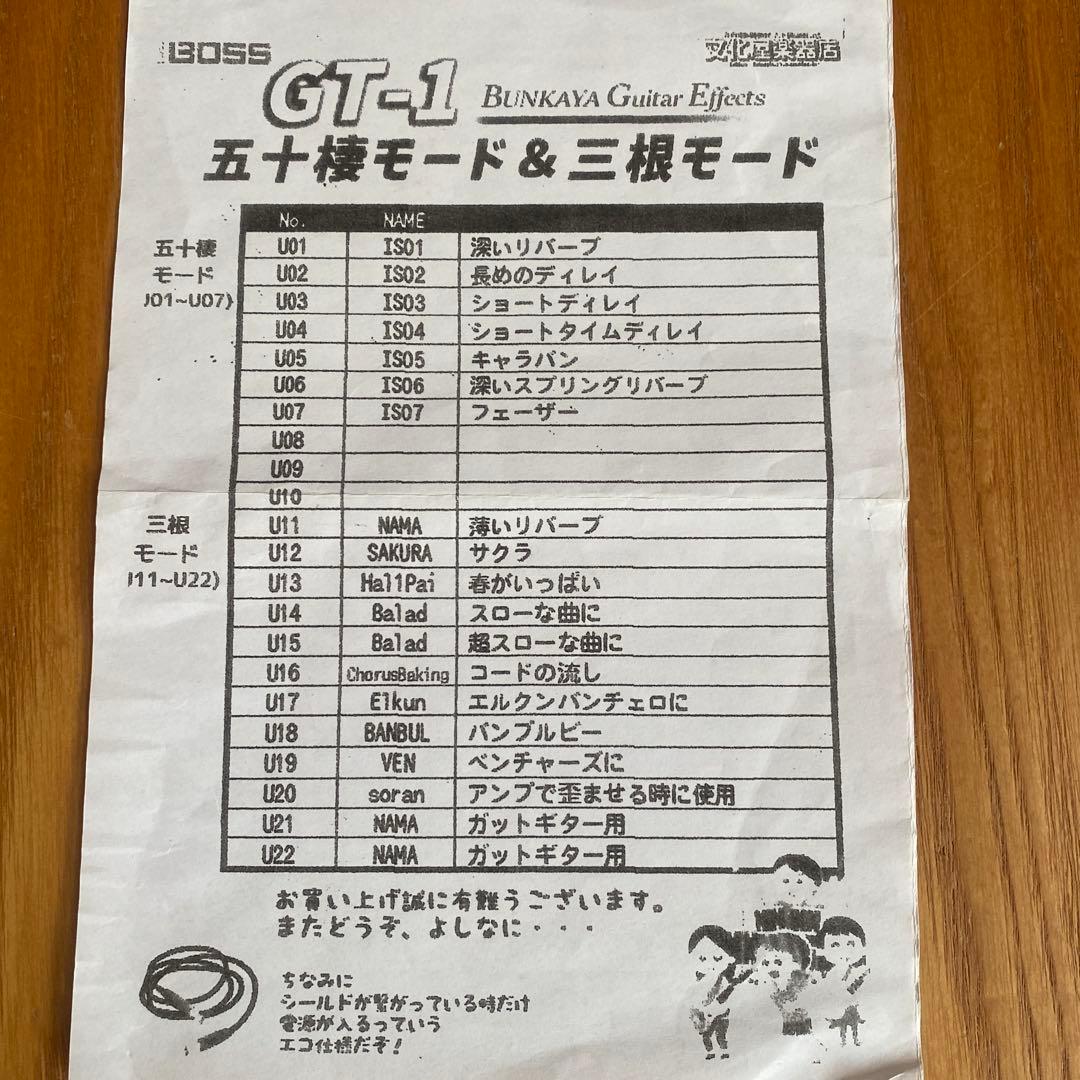 BOSS
文化屋楽器店
GT-1 BUNKAYA Guitar Effects
五十棲モード&三根モード
No. NAME
五十棲
モード
U01~U07)
U01 IS01 深いリバーブ
U02 IS02 長めのディレイ
U03 IS03 ショートディレイ
U04 IS04 ショートタイムディレイ
U05 IS05 キャラバン
U06 IS06 深いスプリングリバーブ
U07 IS07 フェーザー
U08
U09
U10
三根
モード
U11~U22)
U11 NAMA 薄いリバーブ
U12 SAKURA サクラ
U13 HallPai 春がいっぱい
U14 Balad スローな曲に
U15 Balad 超スローな曲に
U16 ChorusBaking コードの流し
U17 Elkun エルクンバンチェロに
U18 BANBUL バンブルビー
U19 VEN ベンチャーズに
U20 soran アンプで歪ませる時に使用
U21 NAMA ガットギター用
U22 NAMA ガットギター用
お買い上げ誠に有難うございます。
またどうぞ、よしなに・・・
ちなみに
シールドが繋がっている時だけ
電源が入るっていう
エコ仕様だぞ!